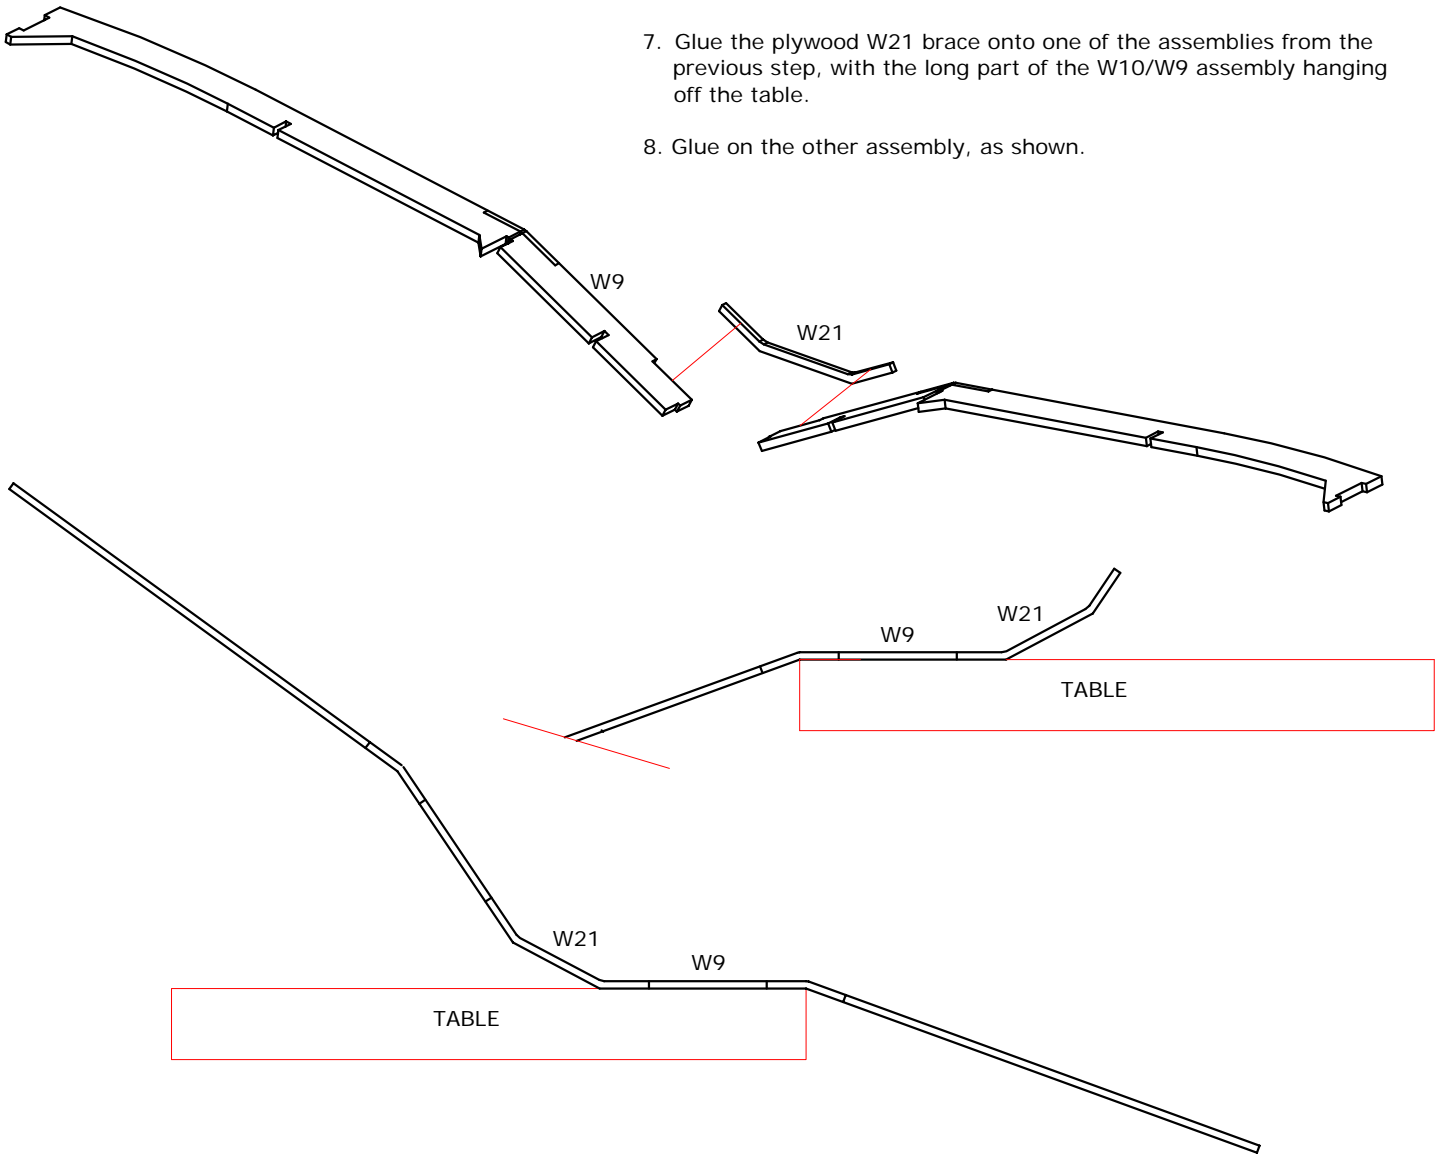 7. Glue the plywood W21 brace onto one of the assemblies from the
previous step, with the long part of the W10/W9 assembly hanging
off the table.
8. Glue on the other assembly, as shown.
W9
W21
W21
W9
TABLE
W21
W9
TABLE